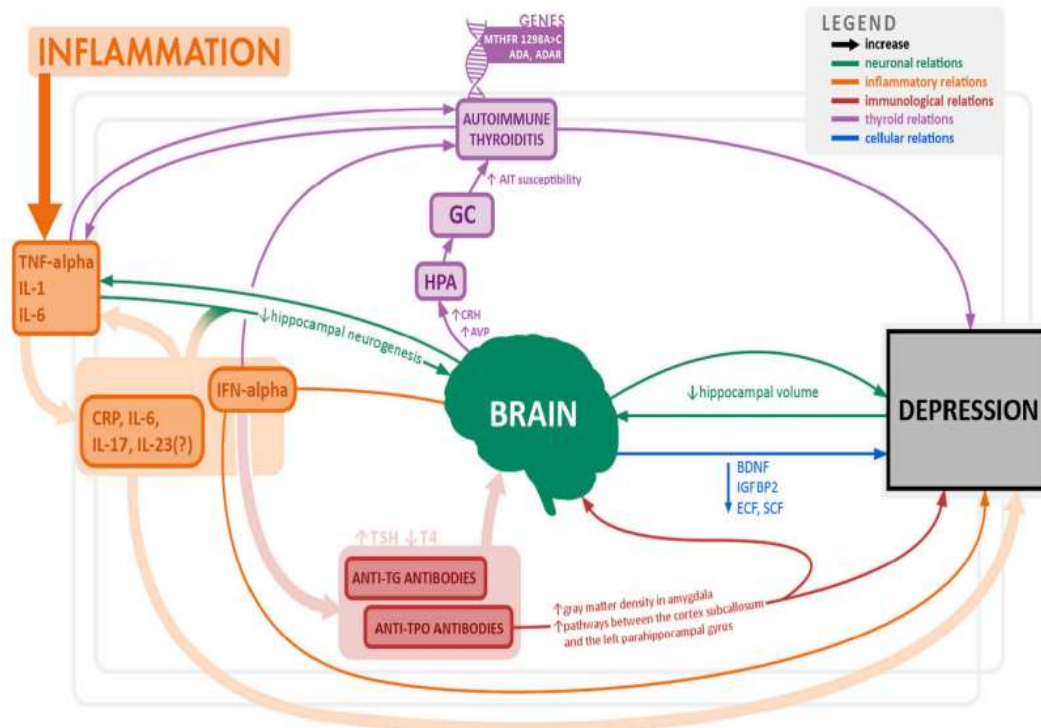 INFLAMMATION
GENES
MTHFR 1298A>C
ADA, ADAR
LEGEND
increase
neuronal relations
inflammatory relations
immunological relations
thyroid relations
cellular relations
AUTOIMMUNE
THYROIDITIS
↑ AIT susceptibility
GC
HPA
↑CRH
↑AVP
TNF-alpha
IL-1
IL-6
↓hippocampal neurogenesis
IFN-alpha
CRP, IL-6,
IL-17, IL-23(?)
BRAIN
↓hippocampal volume
DEPRESSION
BDNF
IGFBP2
ECF, SCF
↑TSH ↓T4
ANTI-TG ANTIBODIES
ANTI-TPO ANTIBODIES
↑gray matter density in amygdala
↑pathways between the cortex subcallosum
and the left parahippocampal gyrus